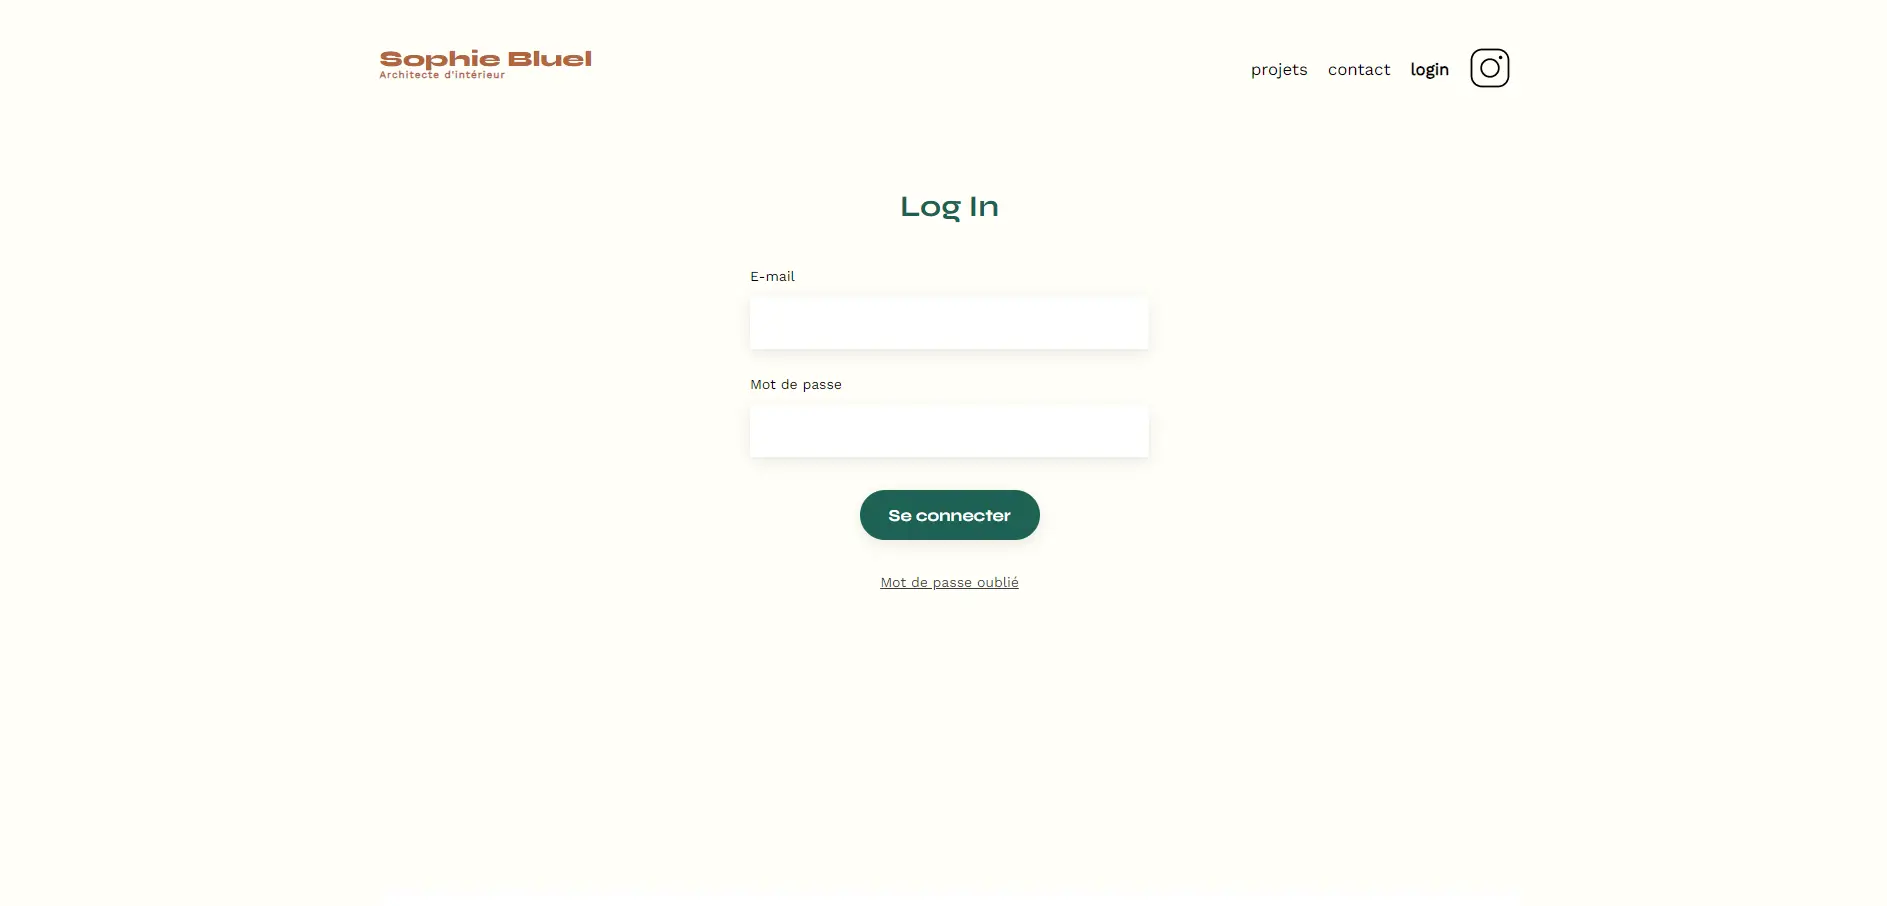 Sophie Bluel
Architecte d'intérieur
projets contact login
Log In
E-mail
Mot de passe
Se connecter
Mot de passe oublié